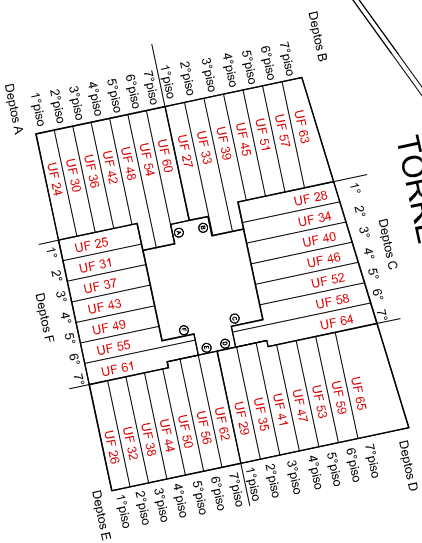 TORRE
Deptos B
7°piso
6°piso
5°piso
4°piso
3°piso
2°piso
1°piso
UF 63
UF 57
UF 51
UF 45
UF 39
UF 33
UF 27
Deptos A
1°piso
2°piso
3°piso
4°piso
5°piso
6°piso
7°piso
UF 24
UF 30
UF 36
UF 42
UF 48
UF 54
UF 60
Deptos C
1° 2° 3° 4° 5° 6° 7°
UF 28
UF 34
UF 40
UF 46
UF 52
UF 58
UF 64
Deptos F
1° 2° 3° 4° 5° 6° 7°
UF 25
UF 31
UF 37
UF 43
UF 49
UF 55
UF 61
A
B
C
D
E
F
Deptos D
7°piso
6°piso
5°piso
4°piso
3°piso
2°piso
1°piso
UF 65
UF 59
UF 53
UF 47
UF 41
UF 35
UF 29
Deptos E
1°piso
2°piso
3°piso
4°piso
5°piso
6°piso
7°piso
UF 26
UF 32
UF 38
UF 44
UF 50
UF 56
UF 62